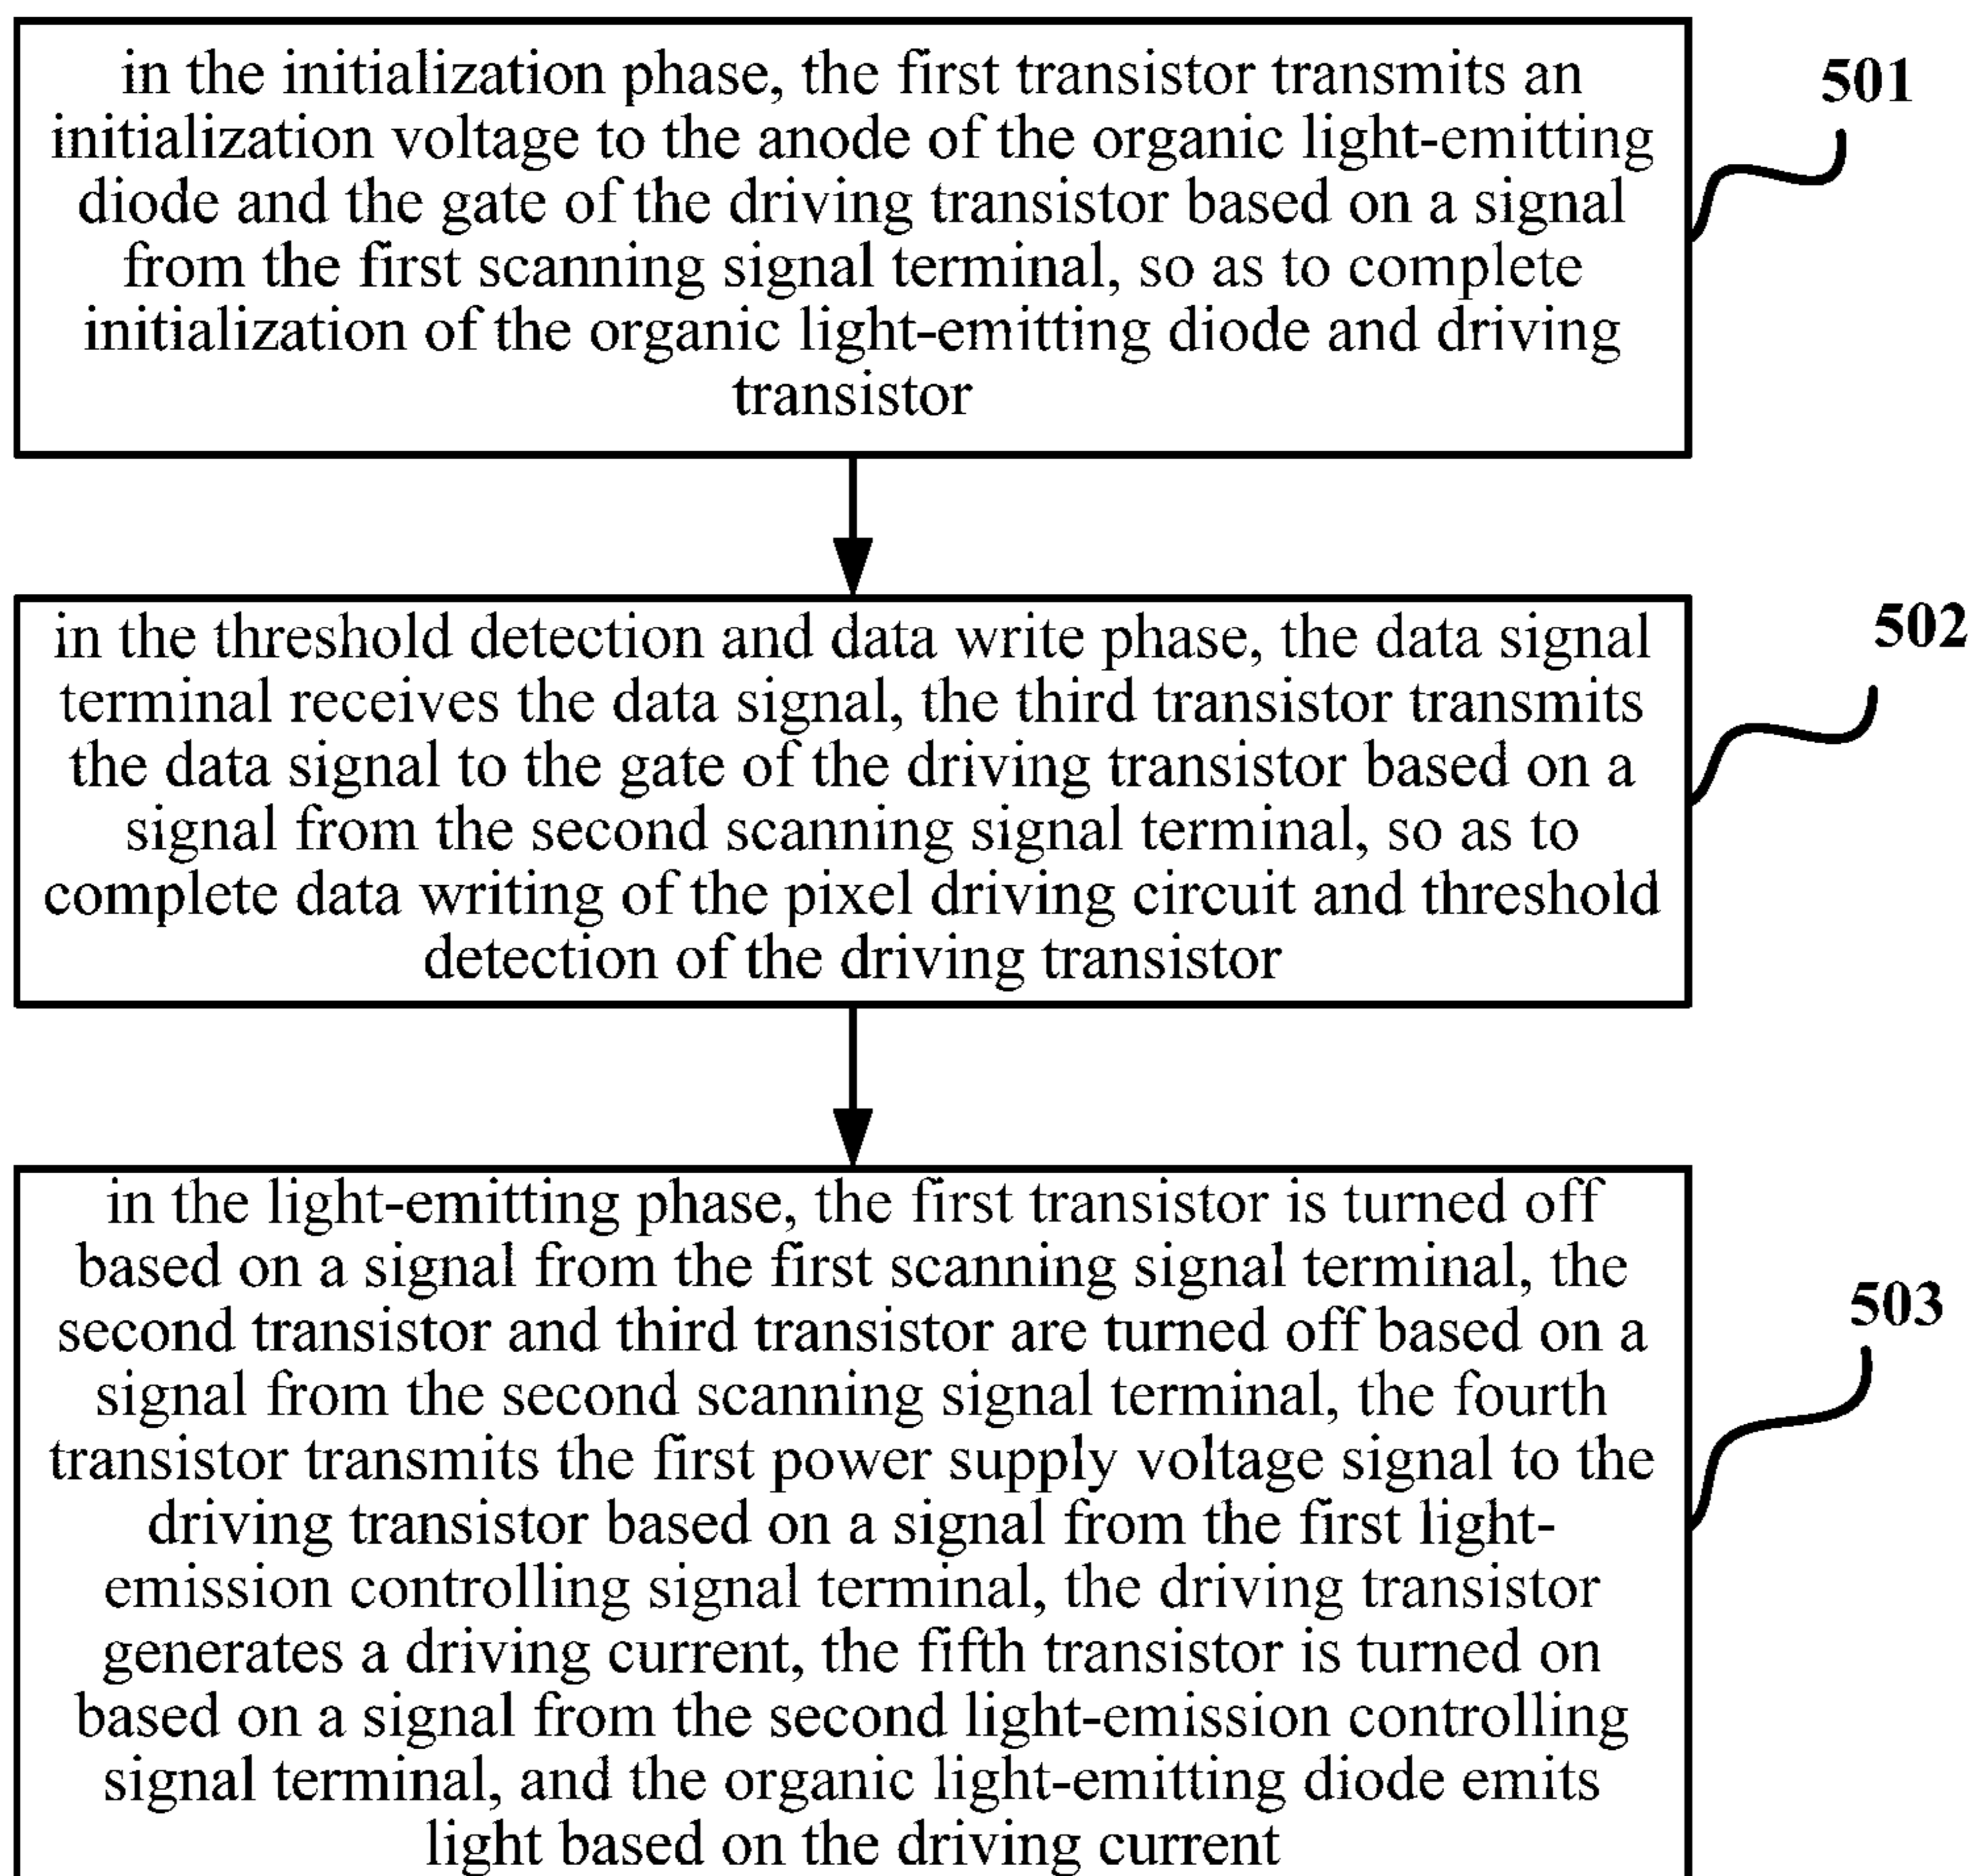 in the initialization phase, the first transistor transmits an
initialization voltage to the anode of the organic light-emitting
diode and the gate of the driving transistor based on a signal
from the first scanning signal terminal, so as to complete
initialization of the organic light-emitting diode and driving
transistor
501
in the threshold detection and data write phase, the data signal
terminal receives the data signal, the third transistor transmits
the data signal to the gate of the driving transistor based on a
signal from the second scanning signal terminal, so as to
complete data writing of the pixel driving circuit and threshold
detection of the driving transistor
502
in the light-emitting phase, the first transistor is turned off
based on a signal from the first scanning signal terminal, the
second transistor and third transistor are turned off based on a
signal from the second scanning signal terminal, the fourth
transistor transmits the first power supply voltage signal to the
driving transistor based on a signal from the first light-
emission controlling signal terminal, the driving transistor
generates a driving current, the fifth transistor is turned on
based on a signal from the second light-emission controlling
signal terminal, and the organic light-emitting diode emits
light based on the driving current
503